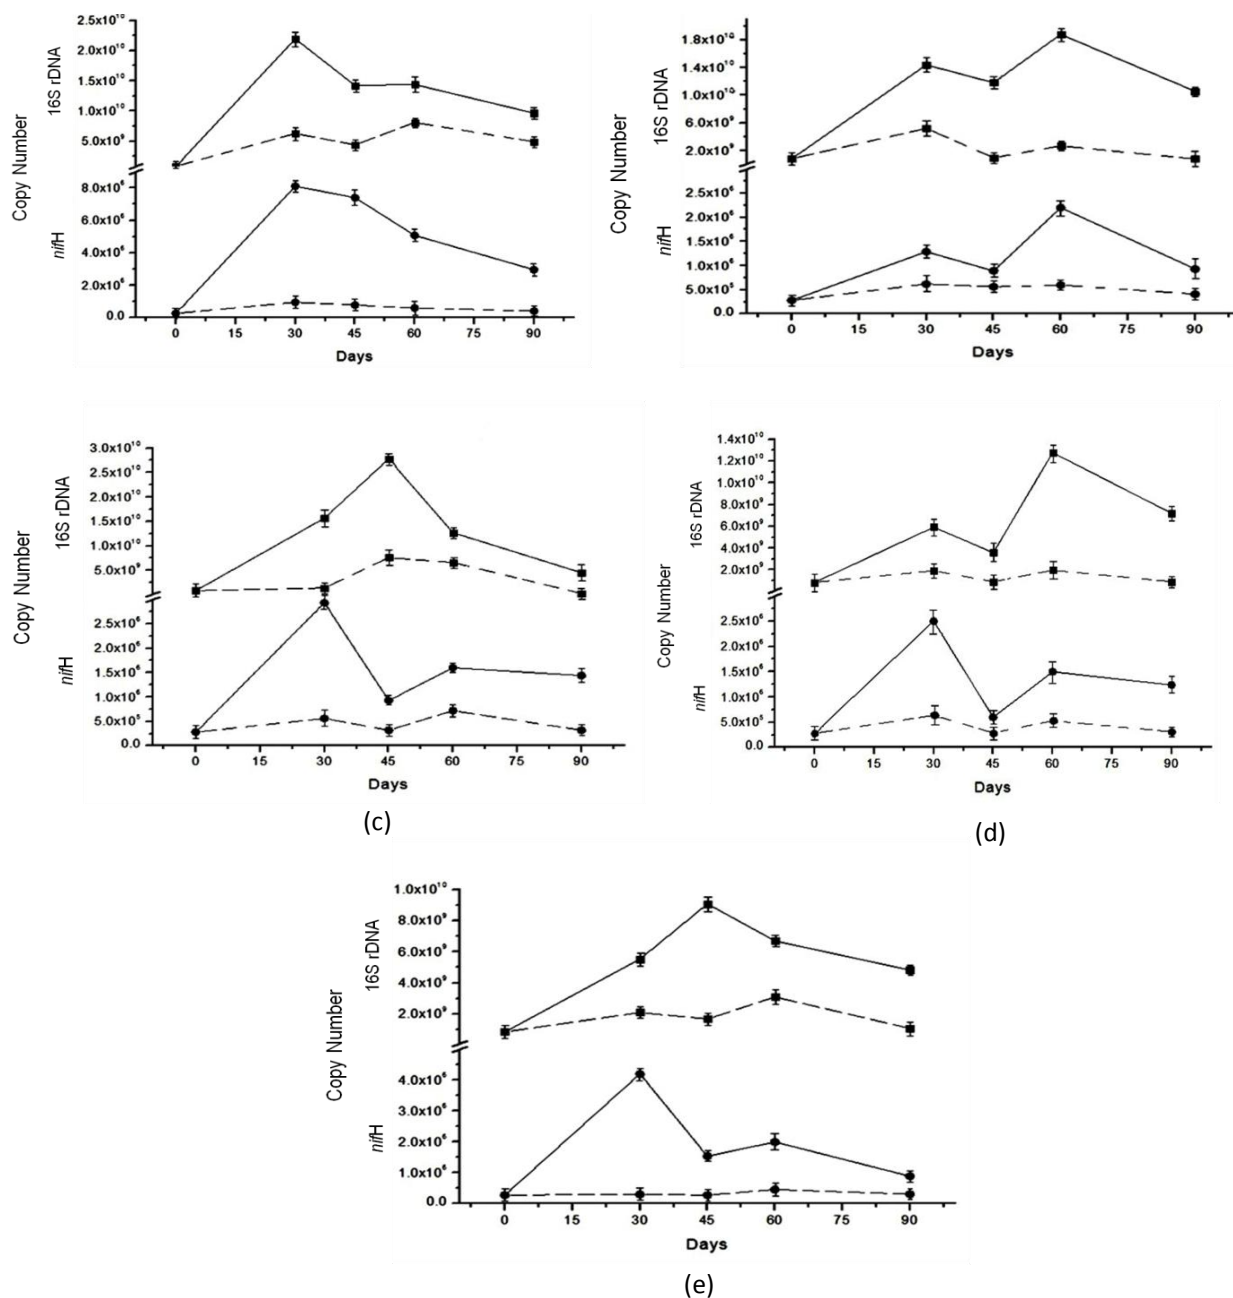 2.5x10¹⁰
2.0x10¹⁰
1.5x10¹⁰
1.0x10¹⁰
5.0x10⁹
8.0x10⁶
6.0x10⁶
4.0x10⁶
2.0x10⁶
0.0
16S rDNA
nifH
Copy Number
0 15 30 45 60 75 90
Days
1.8x10¹⁰
1.4x10¹⁰
1.0x10¹⁰
6.0x10⁹
2.0x10⁹
2.5x10⁶
2.0x10⁶
1.5x10⁶
1.0x10⁶
5.0x10⁵
0.0
16S rDNA
nifH
Copy Number
0 15 30 45 60 75 90
Days
3.0x10¹⁰
2.5x10¹⁰
2.0x10¹⁰
1.5x10¹⁰
1.0x10¹⁰
5.0x10⁹
2.5x10⁶
2.0x10⁶
1.5x10⁶
1.0x10⁶
5.0x10⁵
0.0
16S rDNA
nifH
Copy Number
0 15 30 45 60 75 90
Days
(c)
1.4x10¹⁰
1.2x10¹⁰
1.0x10¹⁰
8.0x10⁹
6.0x10⁹
4.0x10⁹
2.0x10⁹
2.5x10⁶
2.0x10⁶
1.5x10⁶
1.0x10⁶
5.0x10⁵
0.0
16S rDNA
nifH
Copy Number
0 15 30 45 60 75 90
Days
(d)
1.0x10¹⁰
8.0x10⁹
6.0x10⁹
4.0x10⁹
2.0x10⁹
4.0x10⁶
3.0x10⁶
2.0x10⁶
1.0x10⁶
0.0
16S rDNA
nifH
Copy Number
0 15 30 45 60 75 90
Days
(e)